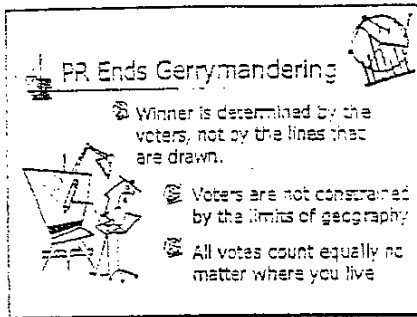 PR Ends Gerrymandering
Winner is determined by the
voters, not by the lines that
are drawn.
Voters are not constrained
by the limits of geography
All votes count equally no
matter where you live